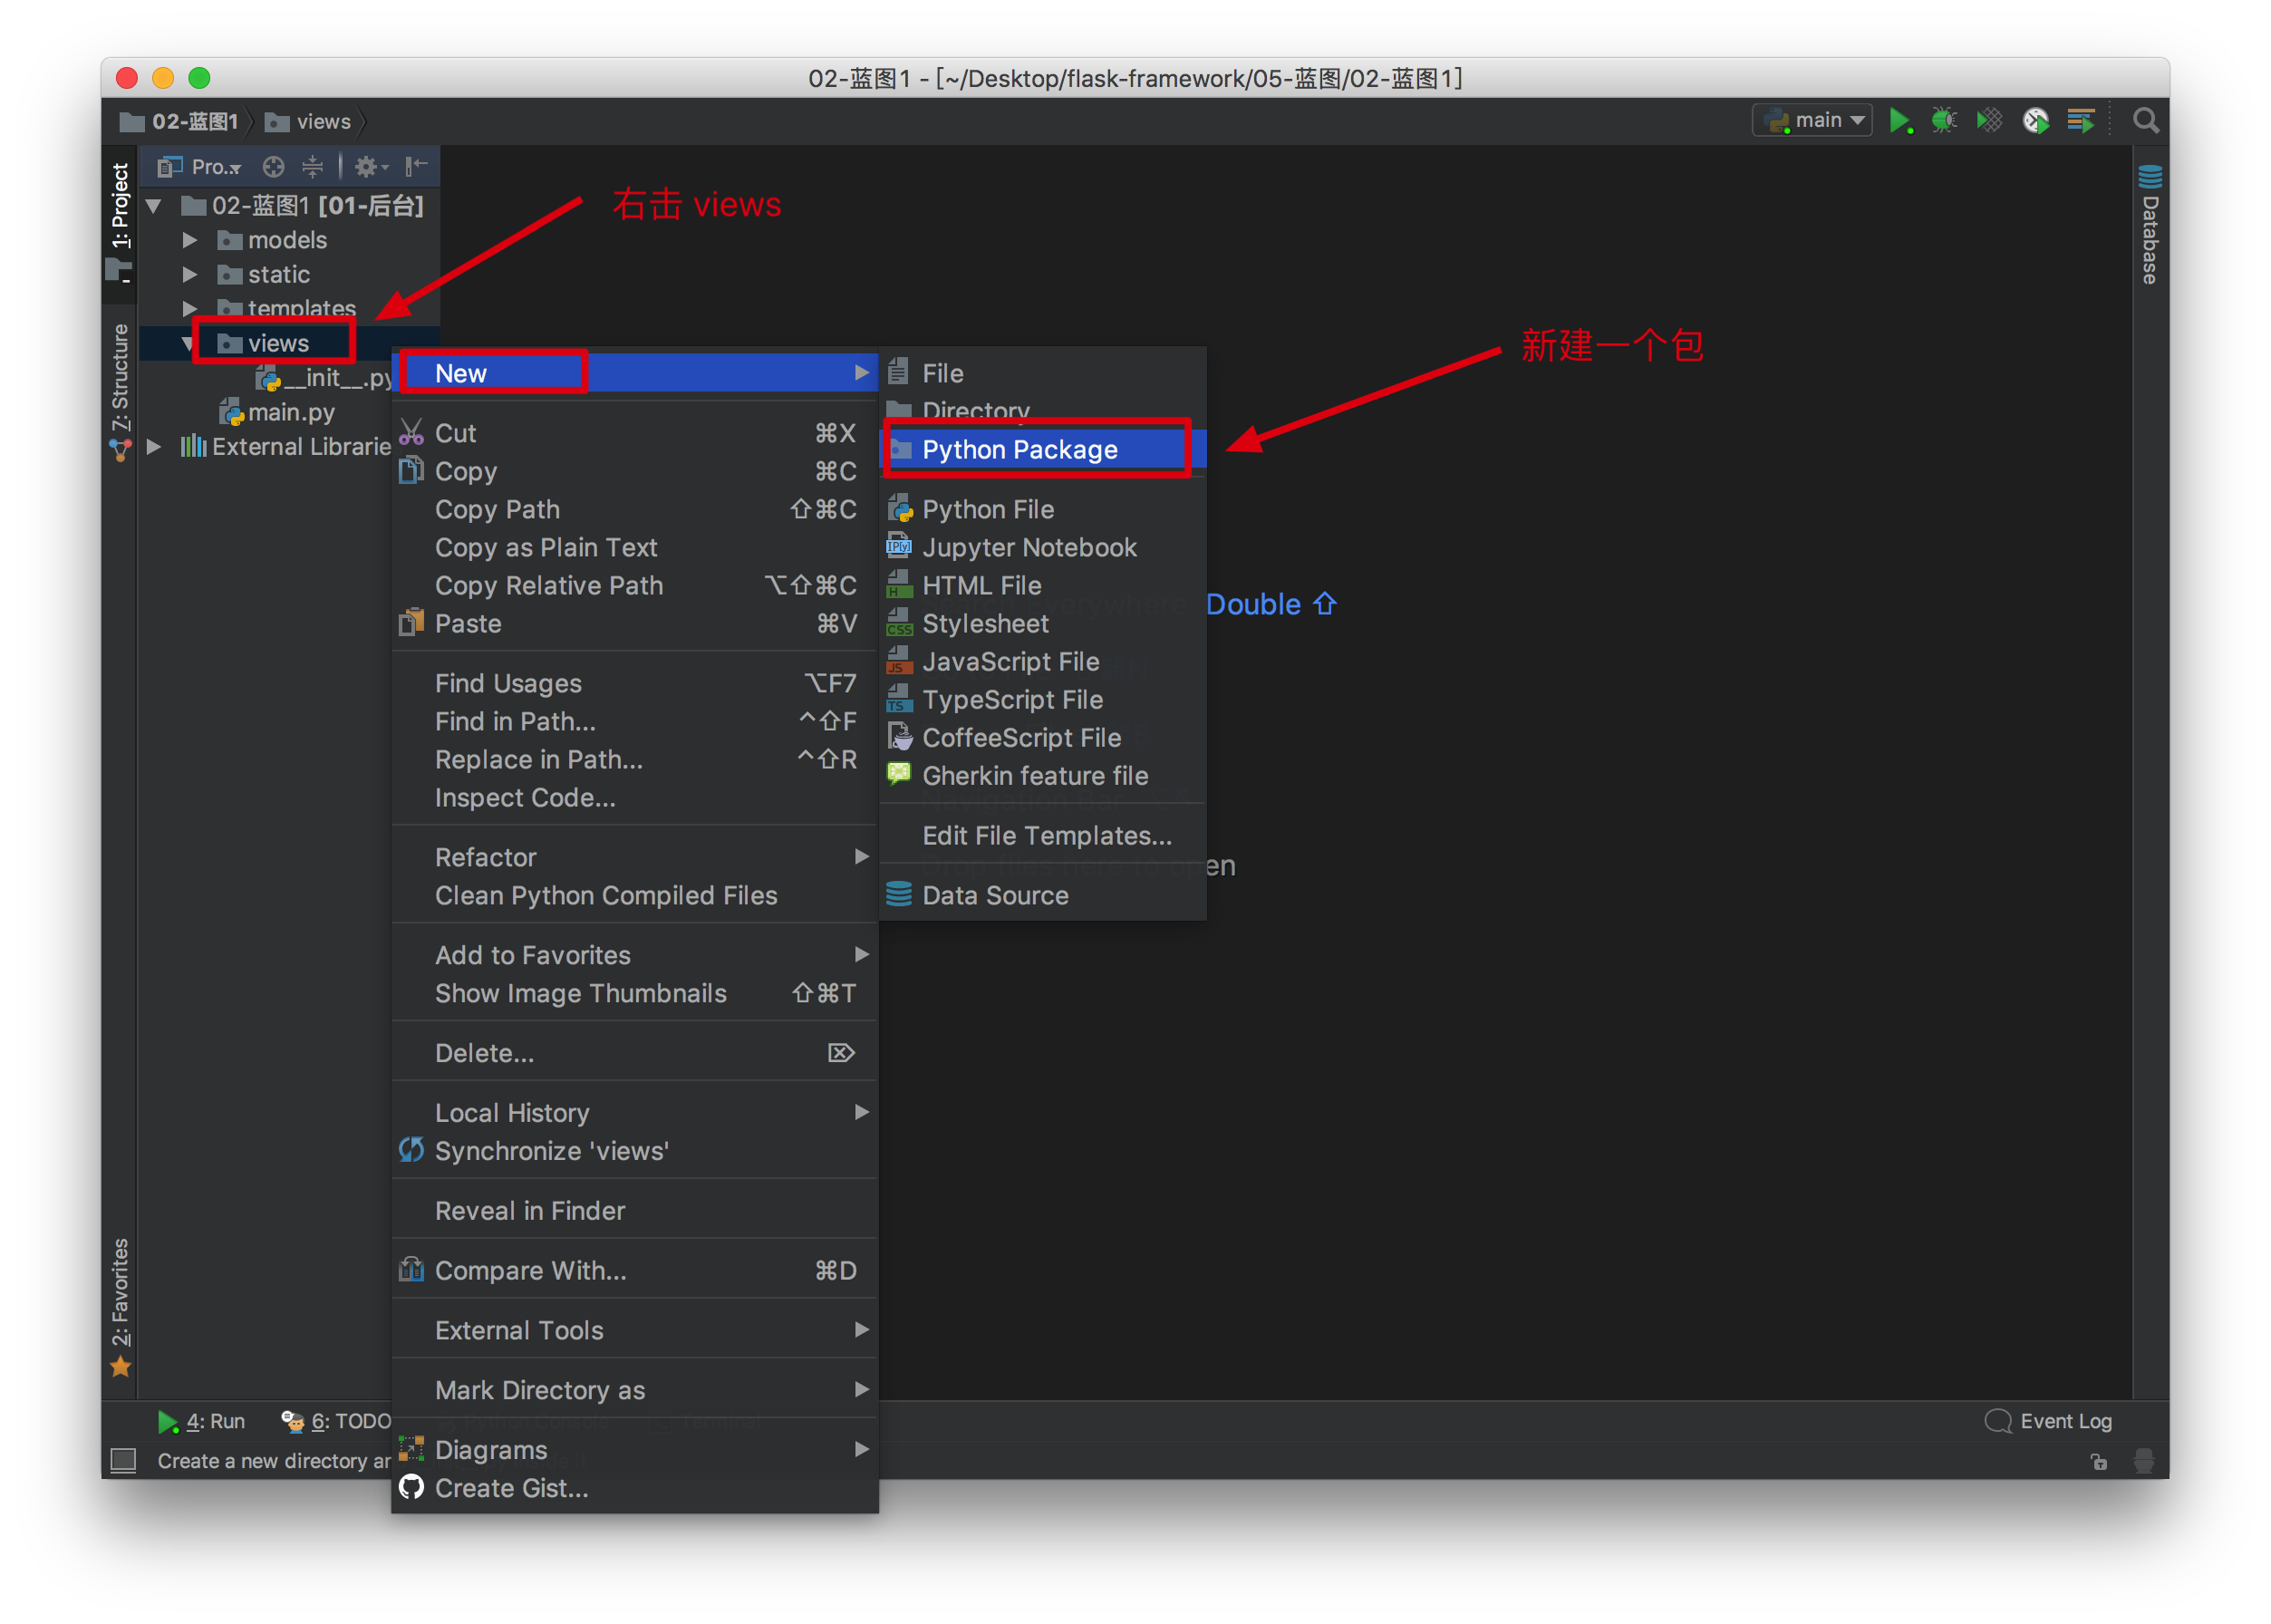 02-蓝图1 - [~/Desktop/flask-framework/05-蓝图/02-蓝图1]
02-蓝图1
views
main
1: Project
Pro...
02-蓝图1 [01-后台]
models
static
templates
views
__init__.py
main.py
External Librarie
7: Structure
2: Favorites
Database
右击 views
新建一个包
New
Cut ⌘X
Copy ⌘C
Copy Path ⇧⌘C
Copy as Plain Text
Copy Relative Path ⌥⇧⌘C
Paste ⌘V
Find Usages ⌥F7
Find in Path... ^⇧F
Replace in Path... ^⇧R
Inspect Code...
Refactor
Clean Python Compiled Files
Add to Favorites
Show Image Thumbnails ⇧⌘T
Delete... ⌦
Local History
Synchronize 'views'
Reveal in Finder
Compare With... ⌘D
External Tools
Mark Directory as
Diagrams
Create Gist...
File
Directory
Python Package
Python File
Jupyter Notebook
HTML File
Stylesheet
JavaScript File
TypeScript File
CoffeeScript File
Gherkin feature file
Edit File Templates...
Data Source
Double ⇧
Drop files here to open
4: Run
6: TODO
Event Log
Create a new directory